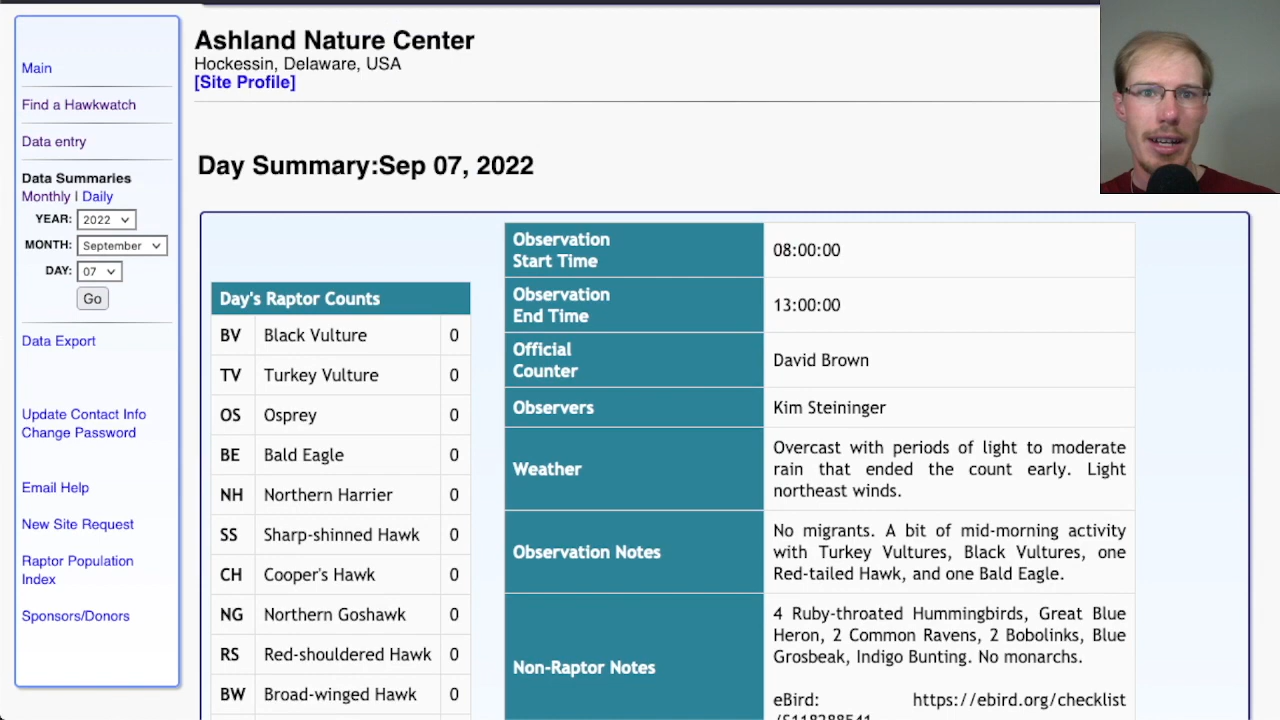 Ashland Nature Center
Hockessin, Delaware, USA
[Site Profile]
Main
Find a Hawkwatch
Data entry
Data Summaries
Monthly | Daily
YEAR: 2022
MONTH: September
DAY: 07
Go
Data Export
Update Contact Info
Change Password
Email Help
New Site Request
Raptor Population
Index
Sponsors/Donors
Day Summary:Sep 07, 2022
Day's Raptor Counts
BV Black Vulture 0
TV Turkey Vulture 0
OS Osprey 0
BE Bald Eagle 0
NH Northern Harrier 0
SS Sharp-shinned Hawk 0
CH Cooper's Hawk 0
NG Northern Goshawk 0
RS Red-shouldered Hawk 0
BW Broad-winged Hawk 0
Observation
Start Time
08:00:00
Observation
End Time
13:00:00
Official
Counter
David Brown
Observers
Kim Steininger
Weather
Overcast with periods of light to moderate
rain that ended the count early. Light
northeast winds.
Observation Notes
No migrants. A bit of mid-morning activity
with Turkey Vultures, Black Vultures, one
Red-tailed Hawk, and one Bald Eagle.
Non-Raptor Notes
4 Ruby-throated Hummingbirds, Great Blue
Heron, 2 Common Ravens, 2 Bobolinks, Blue
Grosbeak, Indigo Bunting. No monarchs.
eBird: https://ebird.org/checklist